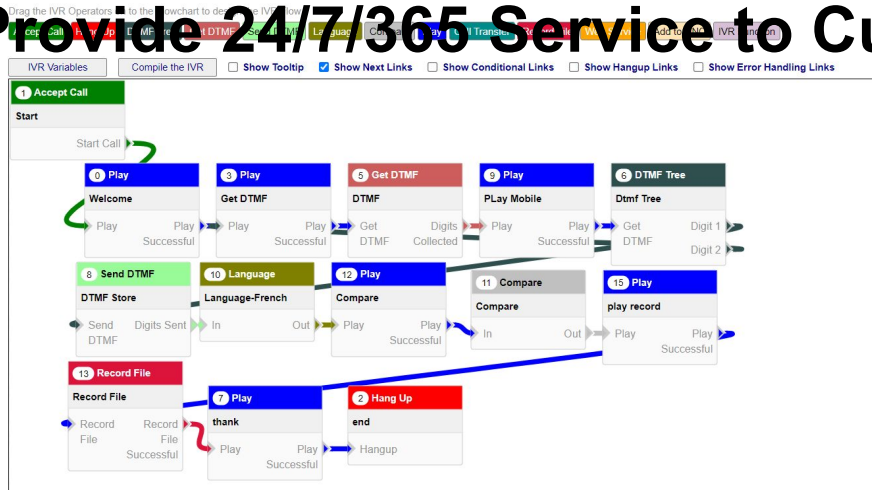 Drag the IVR Operators to the flowchart to de
Provide 24/7/365 Service to Cu
IVR Variables
Compile the IVR
Show Tooltip
Show Next Links
Show Conditional Links
Show Hangup Links
Show Error Handling Links
1 Accept Call
Start
Start Call
0 Play
Welcome
Play
Play Successful
3 Play
Get DTMF
Play
Play Successful
5 Get DTMF
DTMF
Get DTMF
Digits Collected
9 Play
PLay Mobile
Play
Play Successful
6 DTMF Tree
Dtmf Tree
Get DTMF
Digit 1
Digit 2
8 Send DTMF
DTMF Store
Send DTMF
Digits Sent
10 Language
Language-French
In
Out
12 Play
Compare
Play
Play Successful
11 Compare
Compare
In
Out
15 Play
play record
Play
Play Successful
13 Record File
Record File
Record File
Record File Successful
7 Play
thank
Play
Play Successful
2 Hang Up
end
Hangup